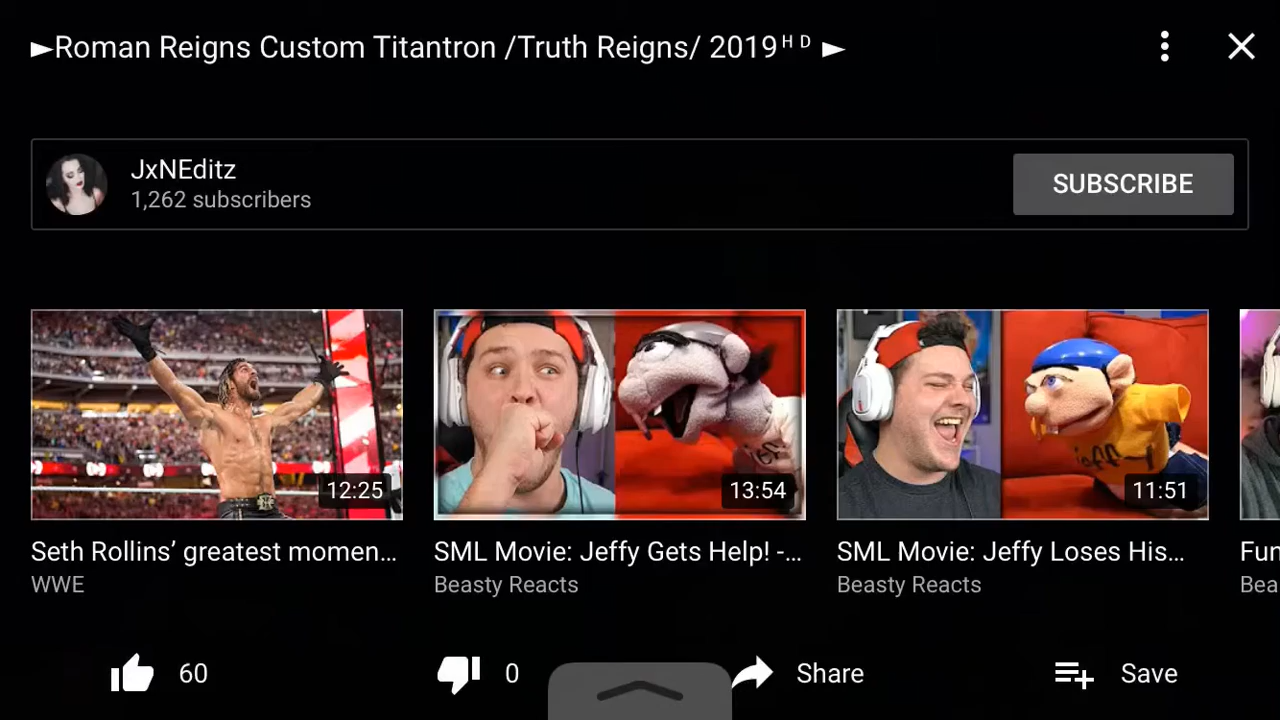 ►Roman Reigns Custom Titantron /Truth Reigns/ 2019ᴴᴰ ►
JxNEditz
1,262 subscribers
SUBSCRIBE
12:25
13:54
11:51
Seth Rollins’ greatest momen...
SML Movie: Jeffy Gets Help! -...
SML Movie: Jeffy Loses His...
Fun
WWE
Beasty Reacts
Beasty Reacts
Bea
60
0
Share
Save